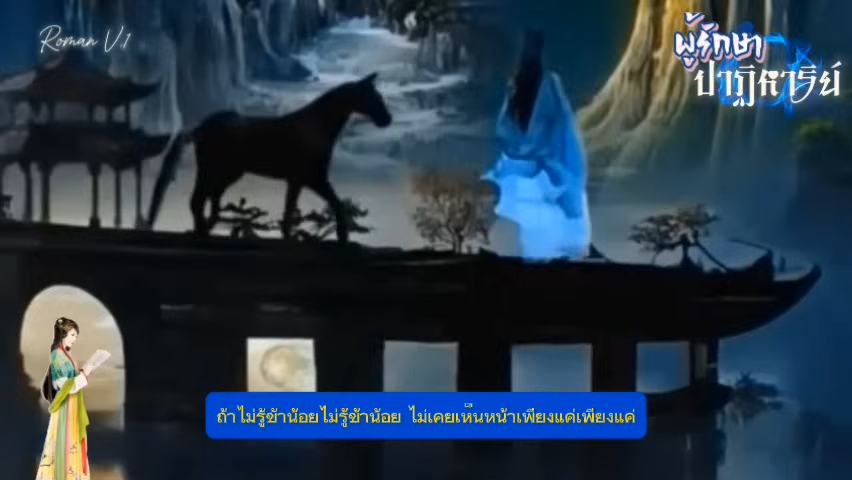 Roman V.1
ผู้รักษา
ปาฏิหาริย์
ถ้าไม่รู้ข้าน้อยไม่รู้ข้าน้อย ไม่เคยเห็นหน้าเพียงแค่เพียงแค่